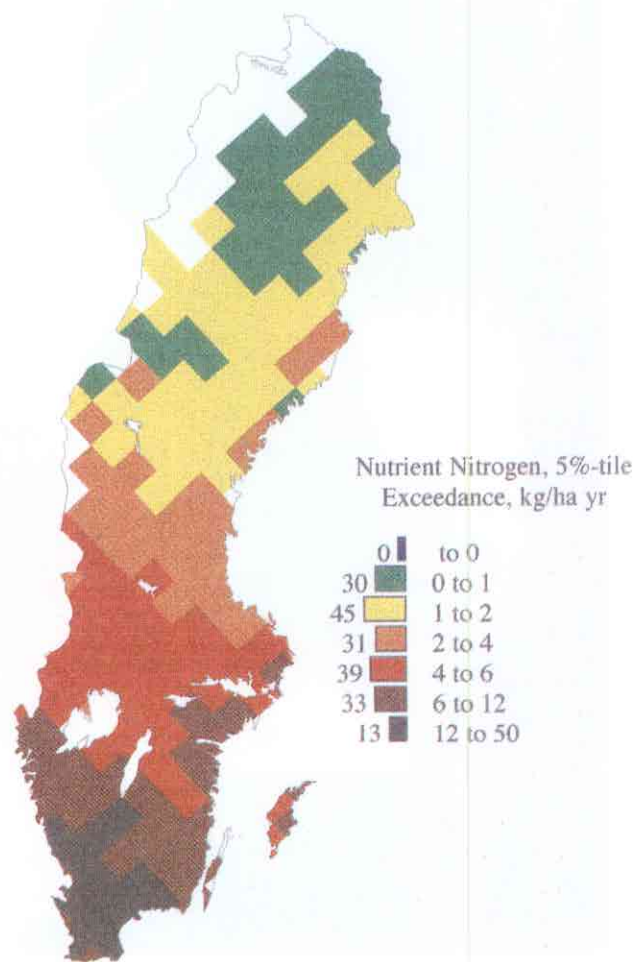 Nutrient Nitrogen, 5%-tile
Exceedance, kg/ha yr
0 to 0
30 0 to 1
45 1 to 2
31 2 to 4
39 4 to 6
33 6 to 12
13 12 to 50